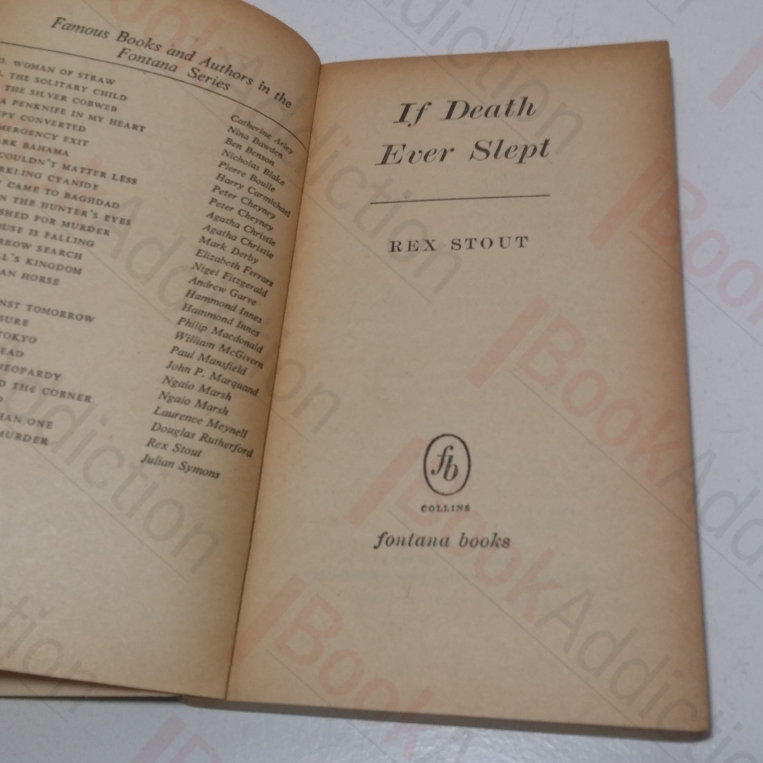 Famous Books and Authors in the
Fontana Series
WOMAN OF STRAW Catherine Arley
THE SOLITARY CHILD Nina Bawden
THE SILVER COBWEB Ben Benson
A PENKNIFE IN MY HEART Nicholas Blake
CONVERTED Pierre Boulle
EMERGENCY EXIT Harry Carmichael
BAHAMA Peter Cheyney
COULDN'T MATTER LESS Peter Cheyney
CYANIDE Agatha Christie
CAME TO BAGHDAD Agatha Christie
THE HUNTER'S EYES Mark Derby
FOR MURDER Elizabeth Ferrars
IS FALLING Nigel Fitzgerald
SEARCH Andrew Garve
KINGDOM Hammond Innes
HORSE Hammond Innes
Philip Macdonald
TOMORROW William McGivern
Paul Mansfield
TOKYO John P. Marquand
Ngaio Marsh
JEOPARDY Ngaio Marsh
THE CORNER Laurence Meynell
Douglas Rutherford
ONE Rex Stout
MURDER Julian Symons
If Death
Ever Slept
REX STOUT
fb
COLLINS
fontana books
BookAddiction